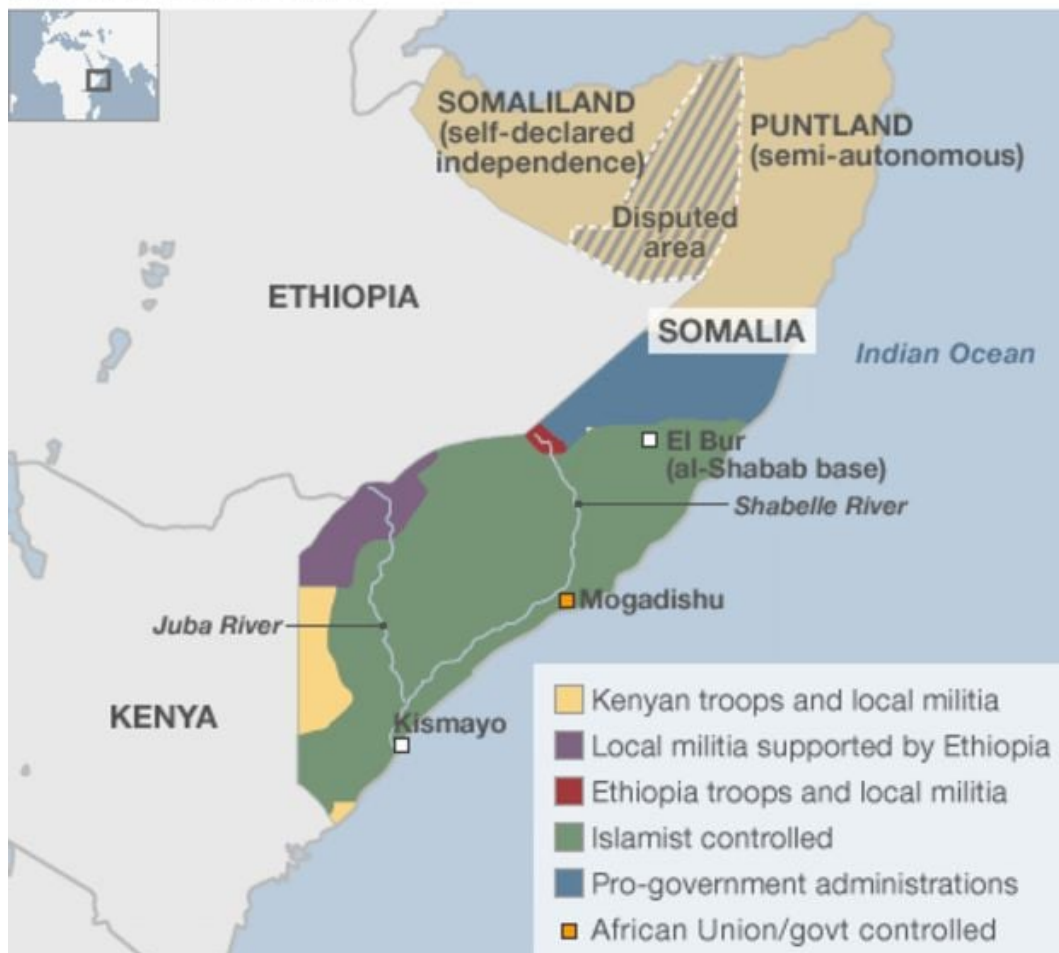 SOMALILAND
(self-declared
independence)
PUNTLAND
(semi-autonomous)
Disputed
area
ETHIOPIA
SOMALIA
Indian Ocean
El Bur
(al-Shabab base)
Shabelle River
Mogadishu
Juba River
KENYA
Kismayo
Kenyan troops and local militia
Local militia supported by Ethiopia
Ethiopia troops and local militia
Islamist controlled
Pro-government administrations
African Union/govt controlled